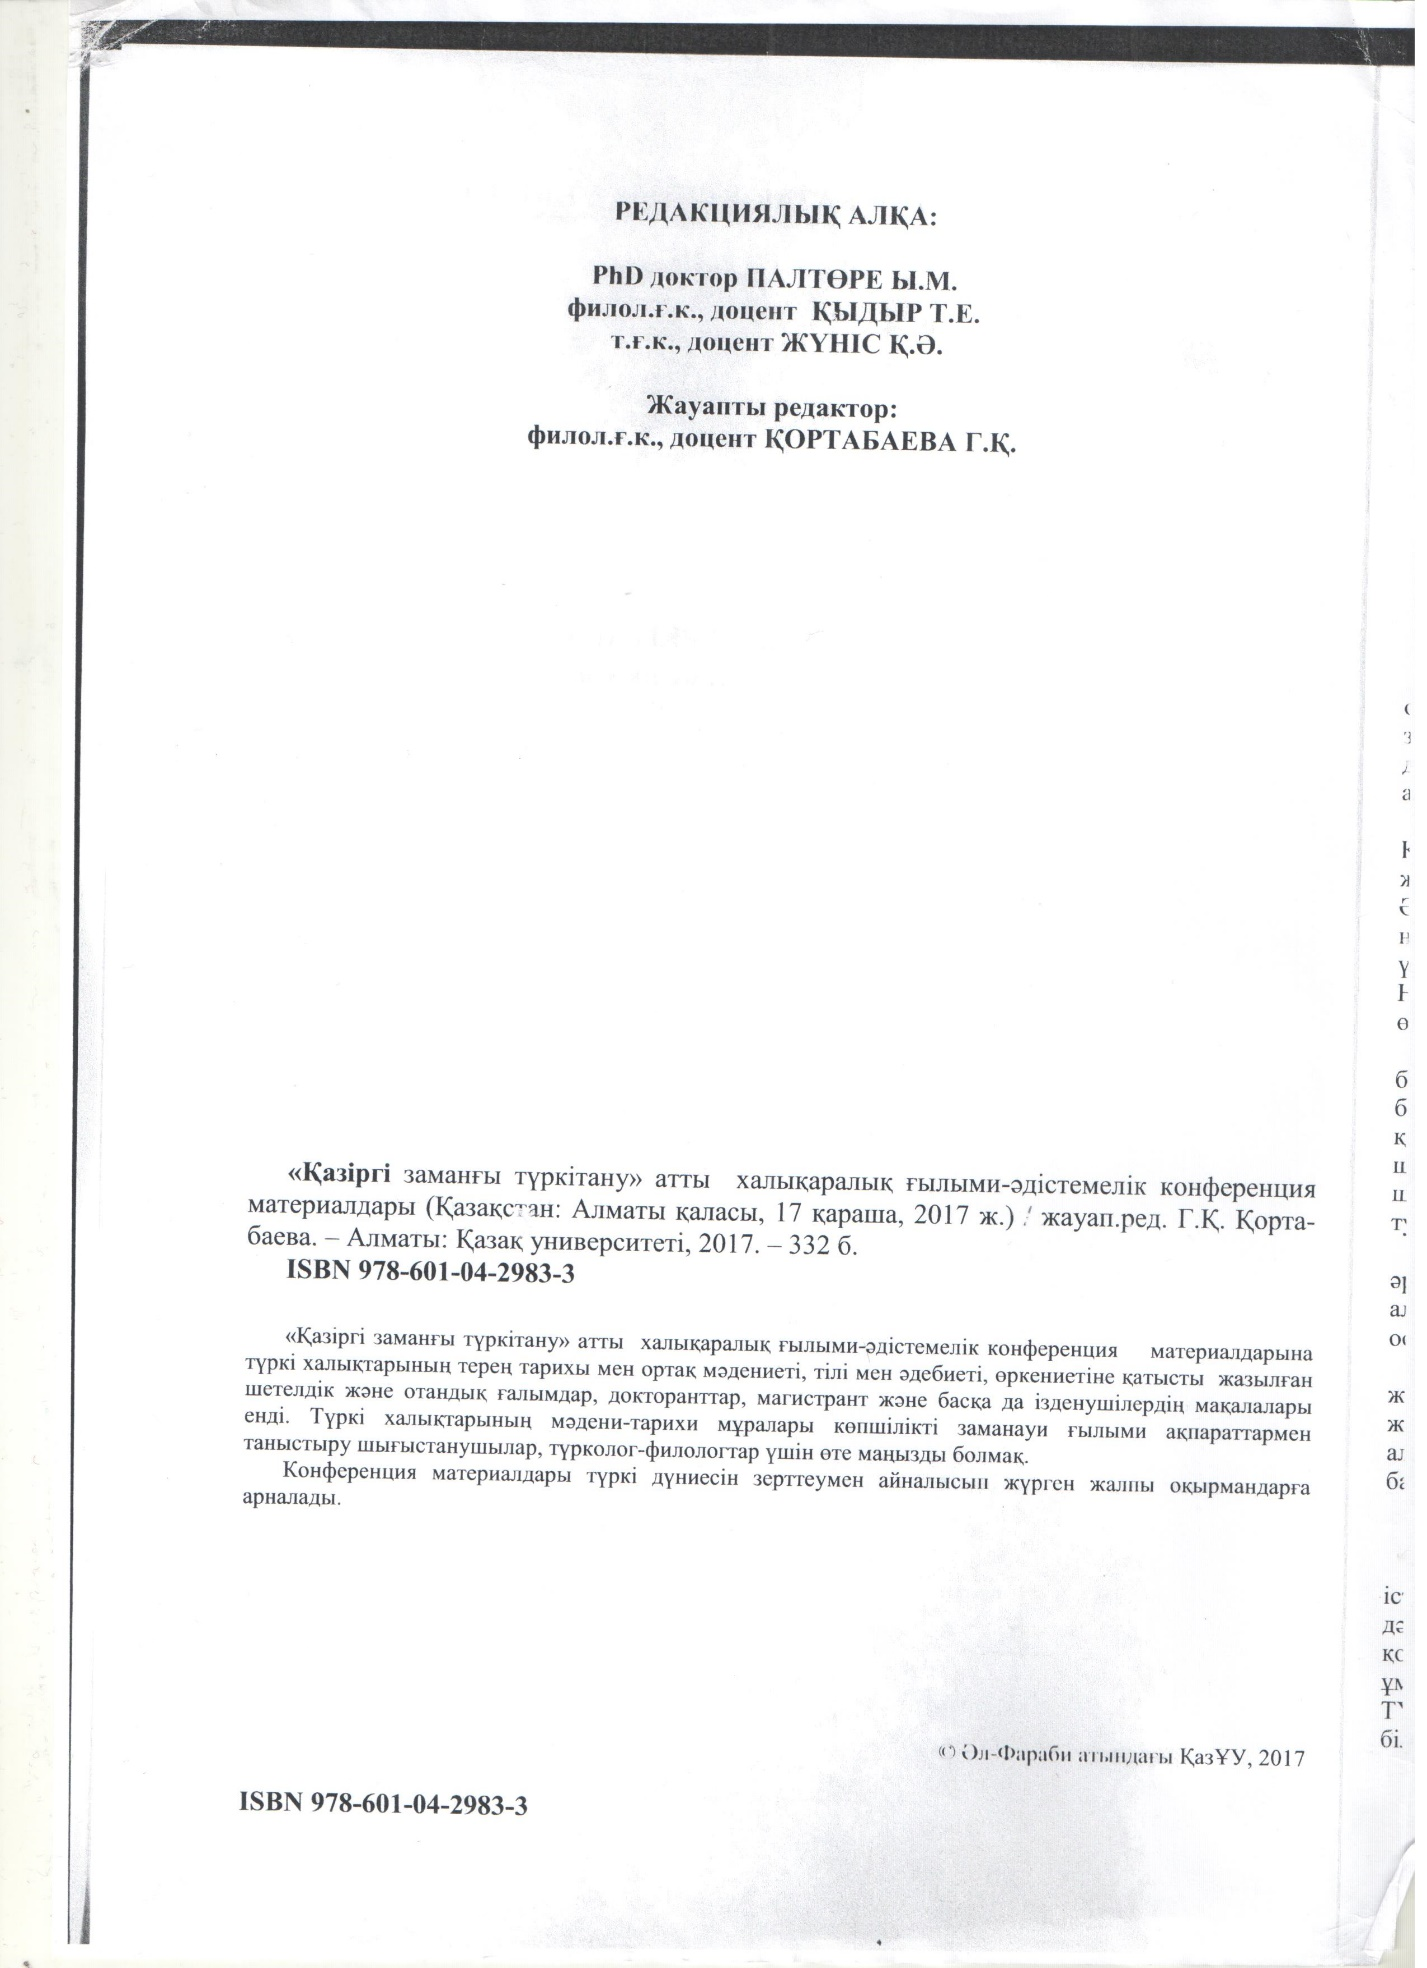 РЕДАКЦИЯЛЫҚ АЛҚА:
PhD доктор ПАЛТӨРЕ Ы.М.
филол.ғ.к., доцент ҚЫДЫР Т.Е.
т.ғ.к., доцент ЖҮНІС Қ.Ә.
Жауапты редактор:
филол.ғ.к., доцент ҚОРТАБАЕВА Г.Қ.
«Қазіргі заманғы түркітану» атты халықаралық ғылыми-әдістемелік конференция
материалдары (Қазақстан: Алматы қаласы, 17 қараша, 2017 ж.) / жауап.ред. Г.Қ. Қорта-
баева. – Алматы: Қазақ университеті, 2017. – 332 б.
ISBN 978-601-04-2983-3
«Қазіргі заманғы түркітану» атты халықаралық ғылыми-әдістемелік конференция материалдарына
түркі халықтарының терең тарихы мен ортақ мәдениеті, тілі мен әдебиеті, өркениетіне қатысты жазылған
шетелдік және отандық ғалымдар, докторанттар, магистрант және басқа да ізденушілердің мақалалары
енді. Түркі халықтарының мәдени-тарихи мұралары көпшілікті заманауи ғылыми ақпараттармен
таныстыру шығыстанушылар, түрколог-филологтар үшін өте маңызды болмақ.
Конференция материалдары түркі дүниесін зерттеумен айналысып жүрген жалпы оқырмандарға
арналады.
© Әл-Фараби атындағы ҚазҰУ, 2017
ISBN 978-601-04-2983-3